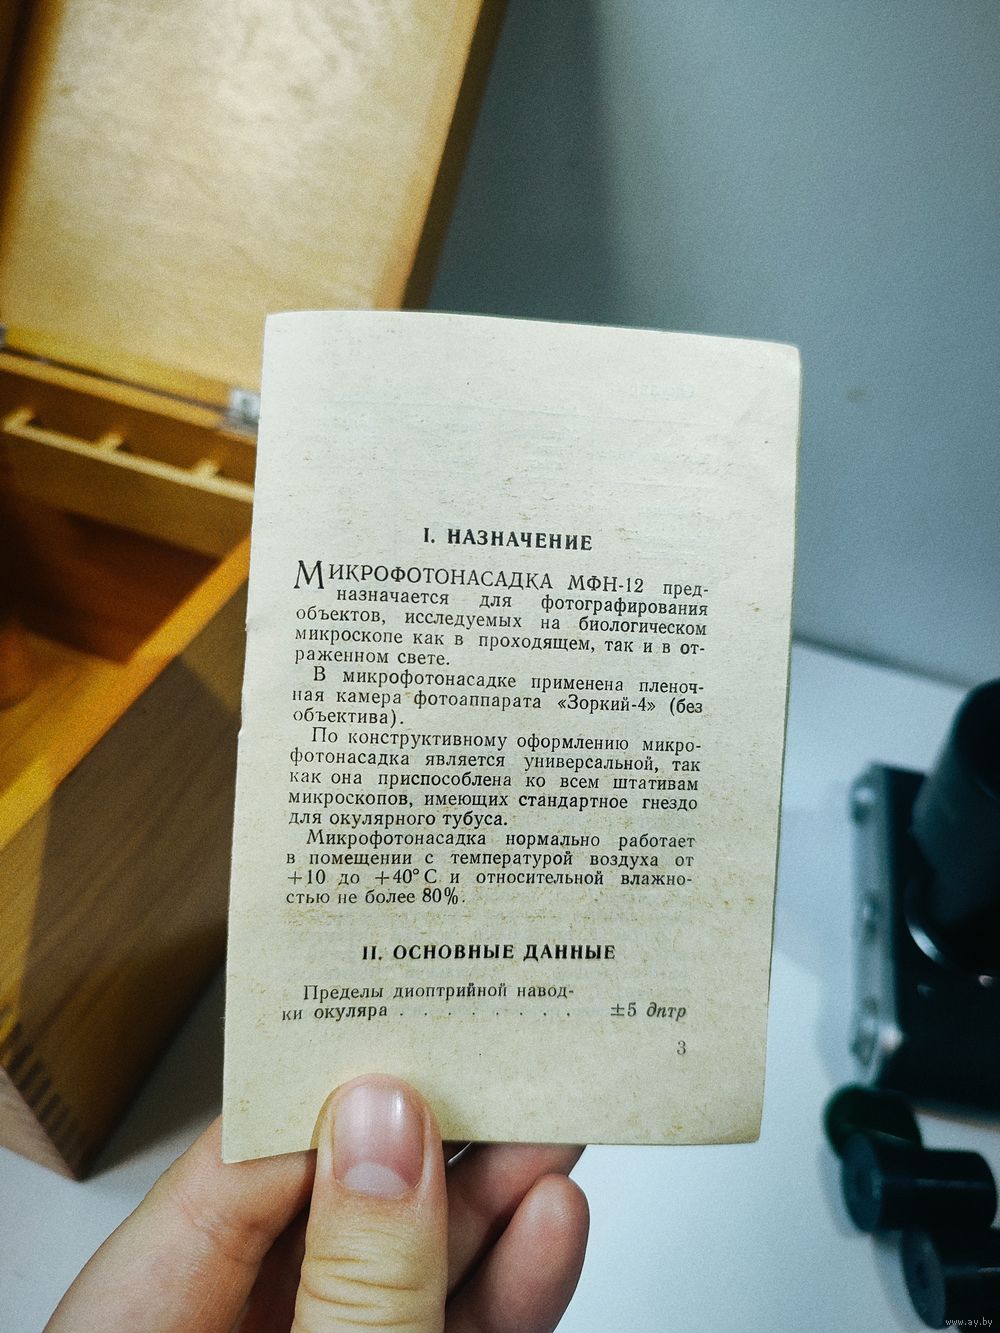 I. НАЗНАЧЕНИЕ
МИКРОФОТОНАСАДКА МФН-12 пред-
назначается для фотографирования
объектов, исследуемых на биологическом
микроскопе как в проходящем, так и в от-
раженном свете.
В микрофотонасадке применена пленоч-
ная камера фотоаппарата «Зоркий-4» (без
объектива).
По конструктивному оформлению микро-
фотонасадка является универсальной, так
как она приспособлена ко всем штативам
микроскопов, имеющих стандартное гнездо
для окулярного тубуса.
Микрофотонасадка нормально работает
в помещении с температурой воздуха от
+10 до +40° С и относительной влажно-
стью не более 80%.
II. ОСНОВНЫЕ ДАННЫЕ
Пределы диоптрийной навод-
ки окуляра . . . . . . . . ±5 дптр
3
www.ay.by